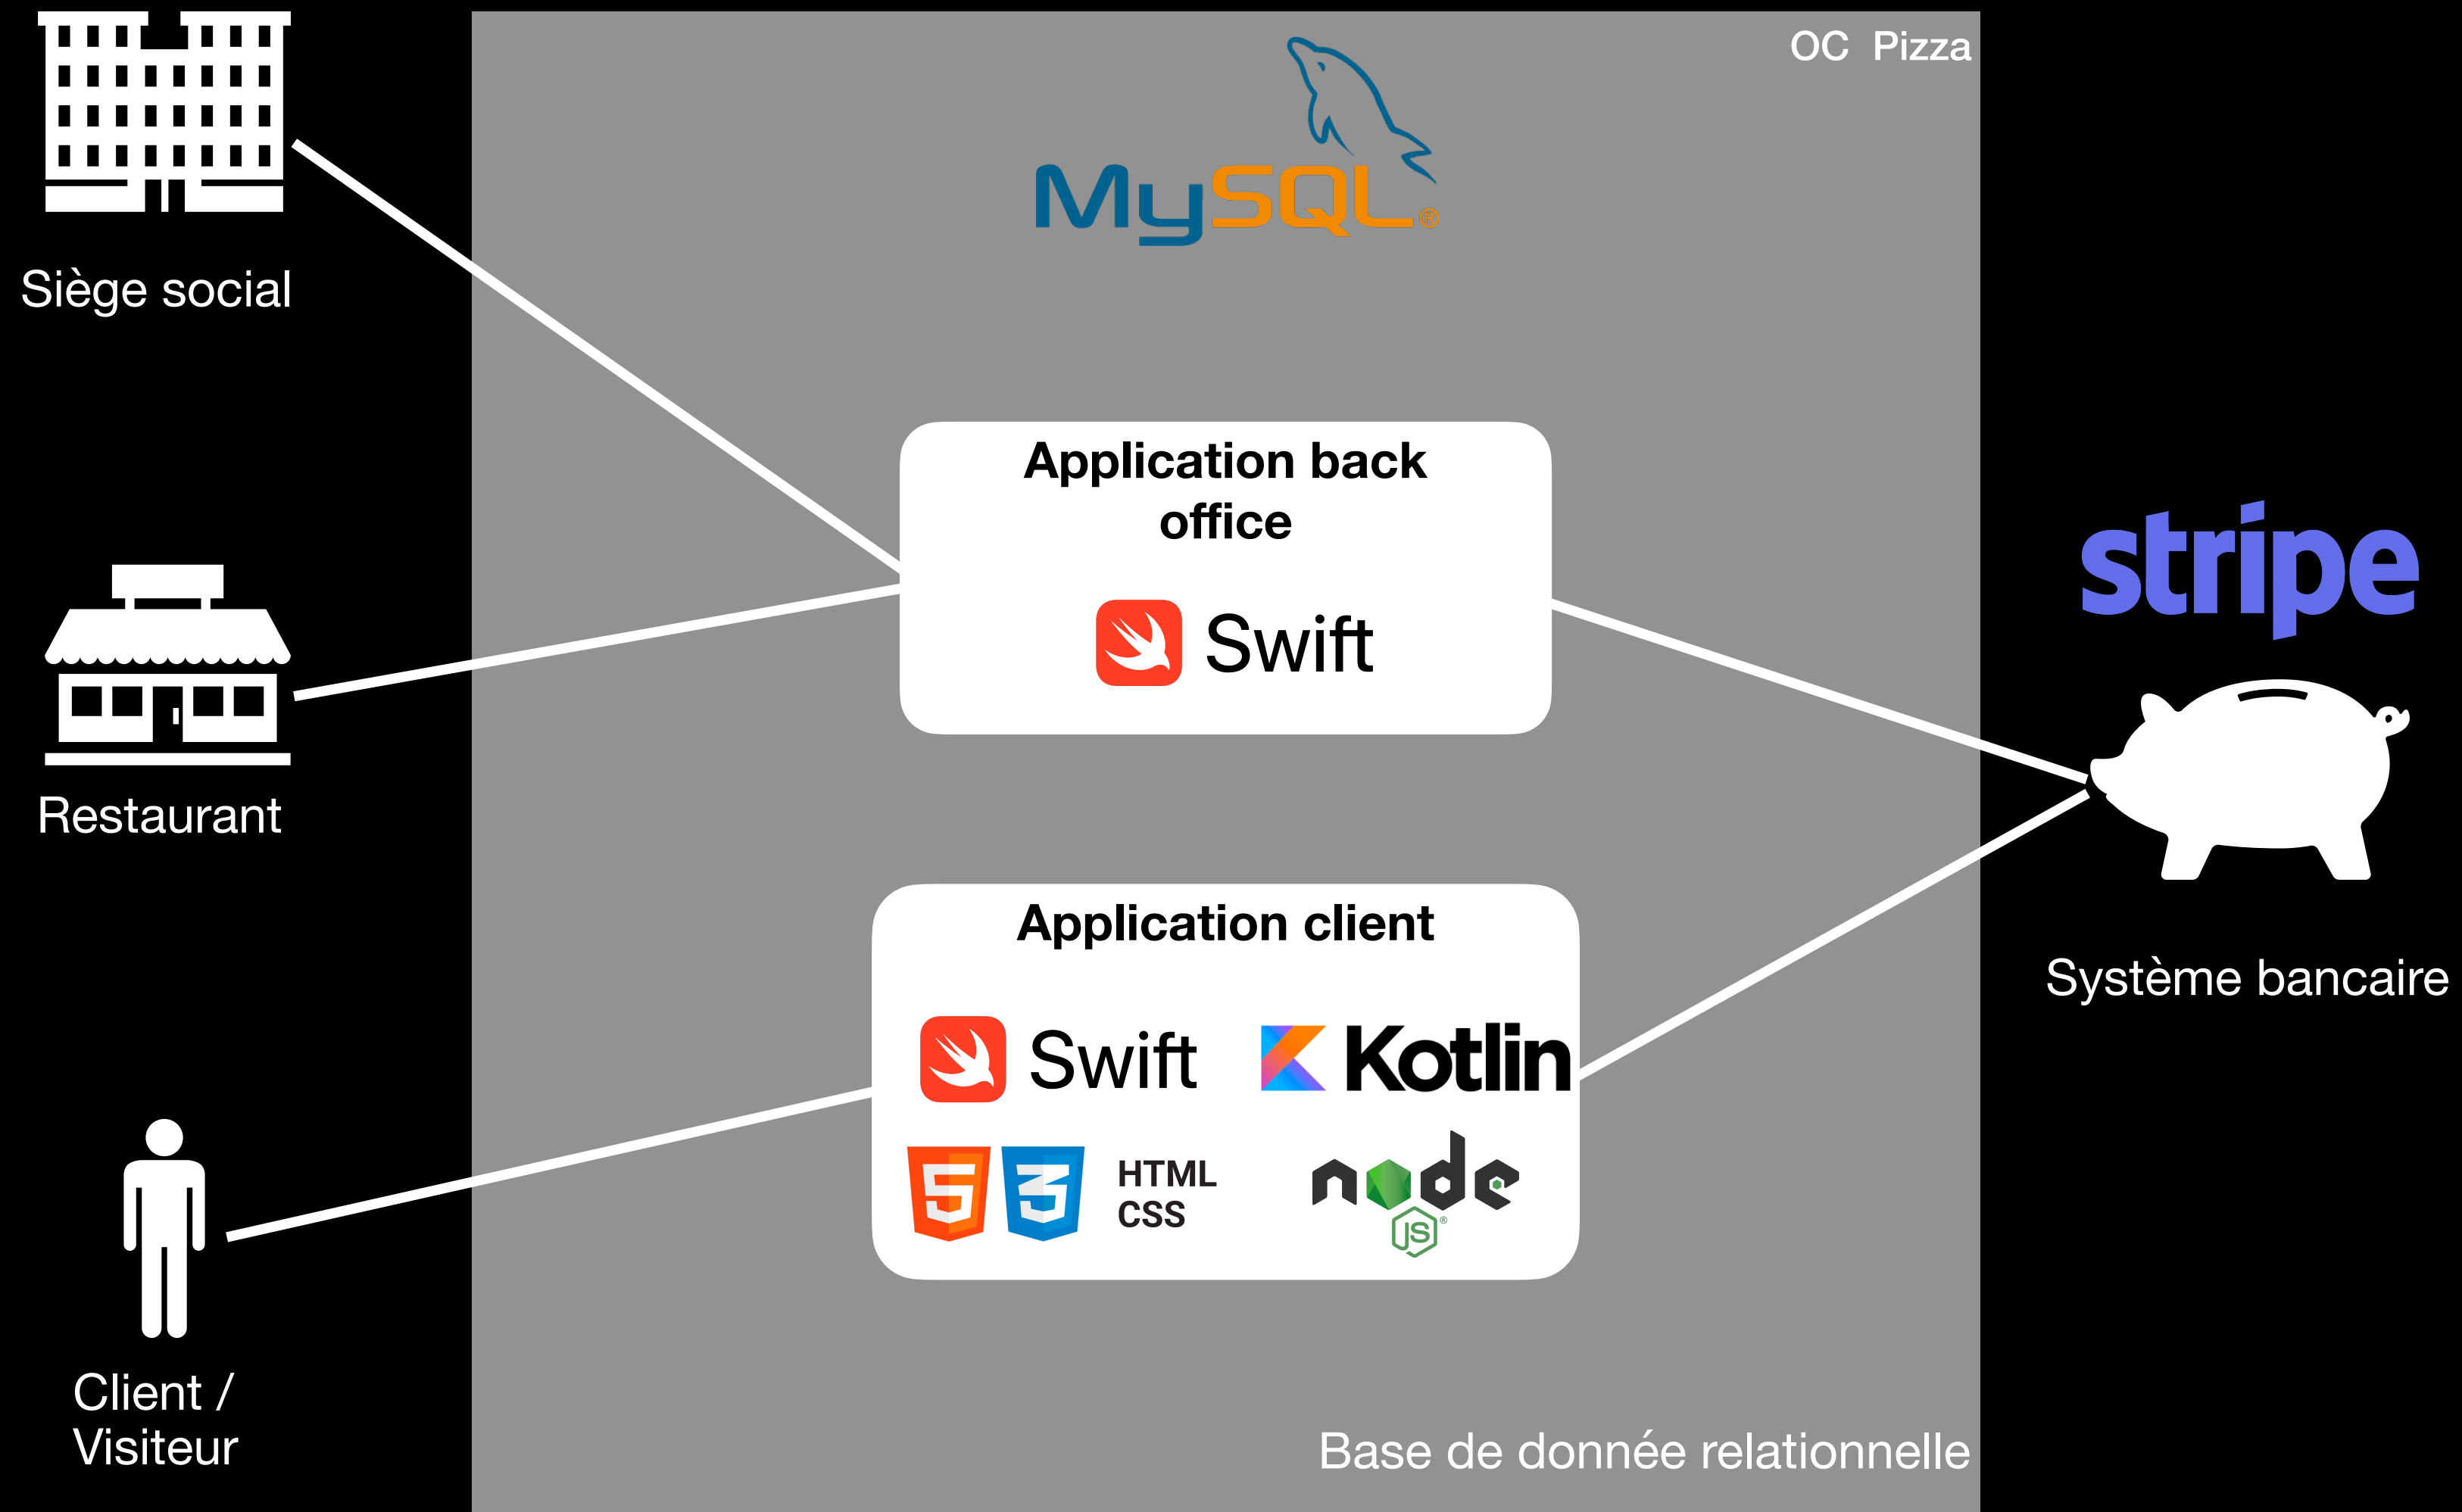 OC Pizza
MySQL®
Siège social
Application back
office
Swift
stripe
Restaurant
Application client
Système bancaire
Swift
Kotlin
HTML
CSS
node
JS®
Client /
Visiteur
Base de donnée relationnelle